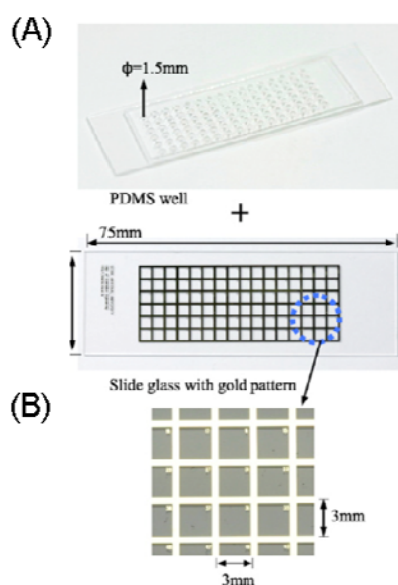 (A)
ϕ=1.5mm
PDMS well
+
75mm
Slide glass with gold pattern
(B)
3mm
3mm